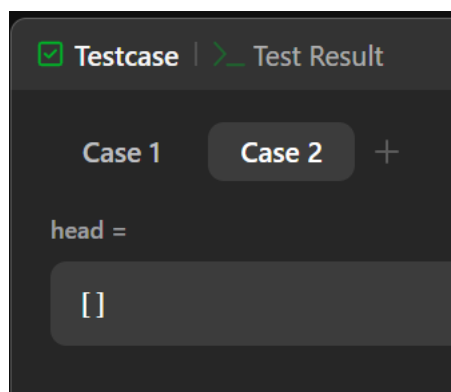 Testcase | >_ Test Result
Case 1 Case 2 +
head =
[]